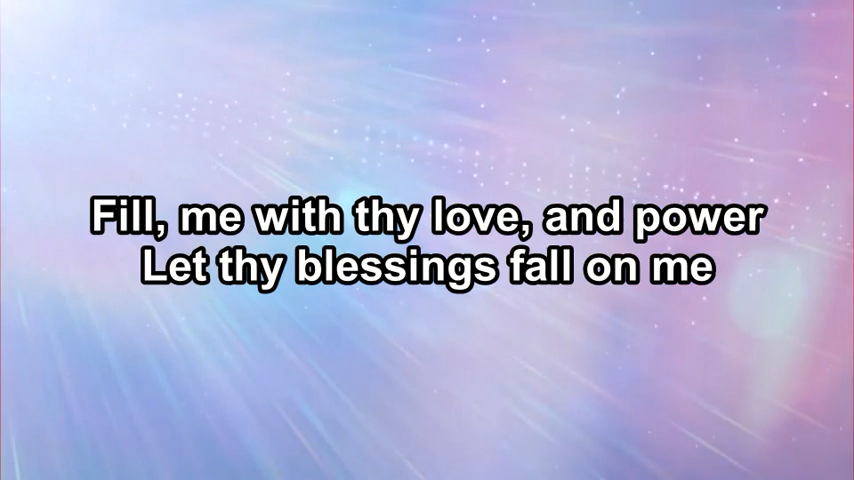 Fill, me with thy love, and power
Let thy blessings fall on me